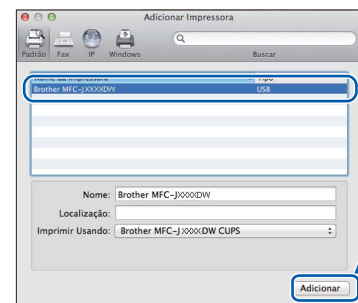 Adicionar Impressora
Padrão Fax IP Windows Buscar
Nome da Impressora Tipo
Brother MFC-JXXXXDW USB
Nome: Brother MFC-JXXXXDW
Localização:
Imprimir Usando: Brother MFC-JXXXXDW CUPS
Adicionar